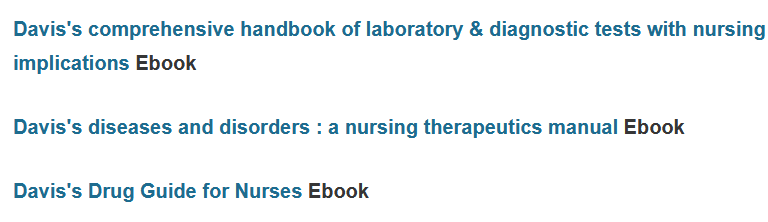 Davis's comprehensive handbook of laboratory & diagnostic tests with nursing
implications Ebook
Davis's diseases and disorders : a nursing therapeutics manual Ebook
Davis's Drug Guide for Nurses Ebook